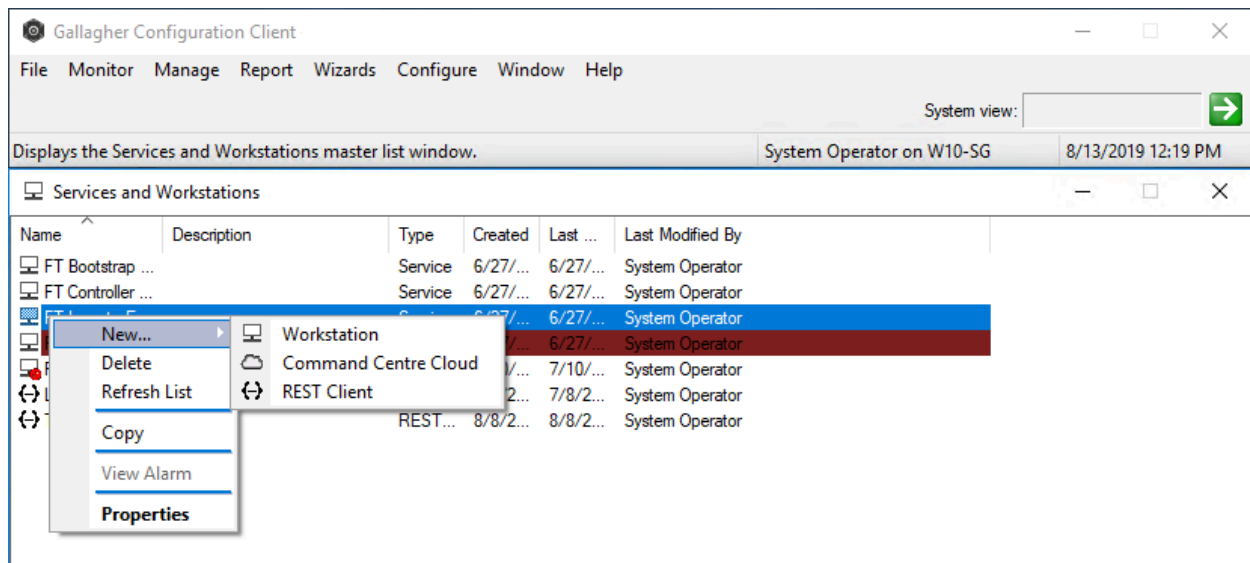 Gallagher Configuration Client
File Monitor Manage Report Wizards Configure Window Help
System view:
Displays the Services and Workstations master list window. System Operator on W10-SG 8/13/2019 12:19 PM
Services and Workstations
Name Description Type Created Last ... Last Modified By
FT Bootstrap ... Service 6/27/... 6/27/... System Operator
FT Controller ... Service 6/27/... 6/27/... System Operator
6/27/... System Operator
New... Workstation 6/27/... System Operator
Delete Command Centre Cloud 7/10/... System Operator
Refresh List REST Client 7/8/2... System Operator
REST... 8/8/2... 8/8/2... System Operator
Copy
View Alarm
Properties